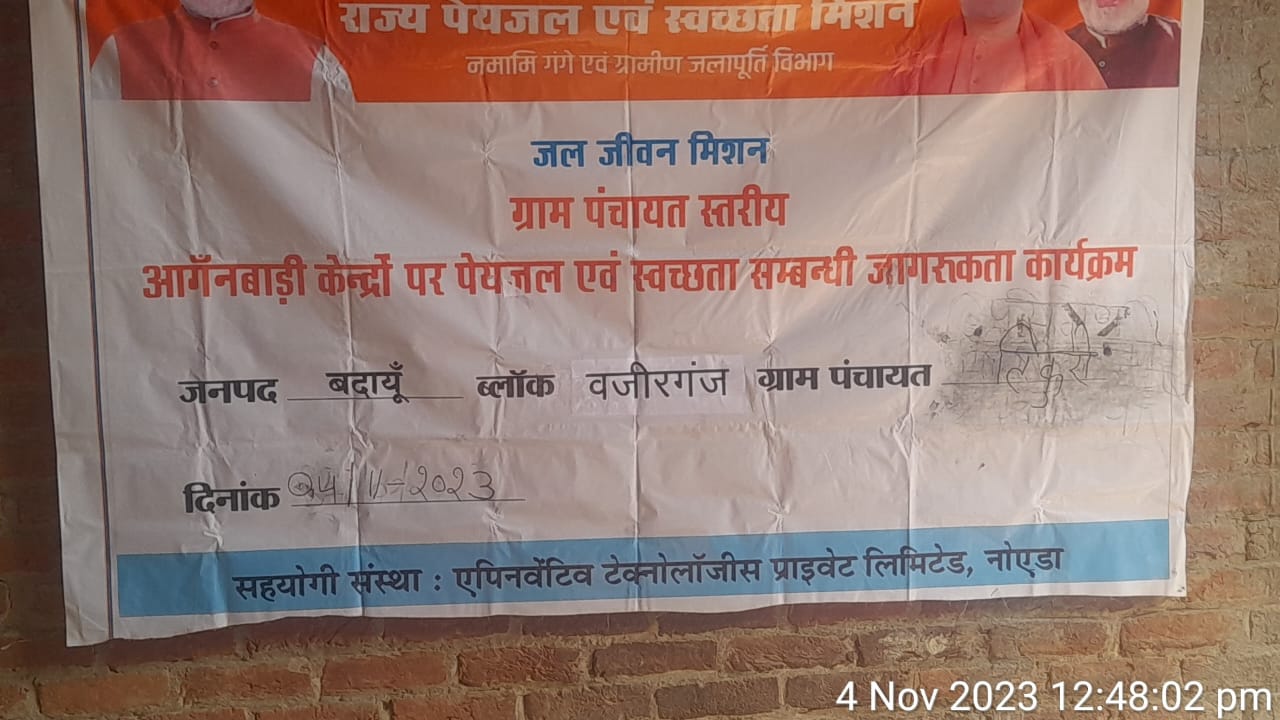 राज्य पेयजल एवं स्वच्छता मिशन
नमामि गंगे एवं ग्रामीण जलापूर्ति विभाग
जल जीवन मिशन
ग्राम पंचायत स्तरीय
आगॅंनबाड़ी केन्द्रों पर पेयजल एवं स्वच्छता सम्बन्धी जागरुकता कार्यक्रम
जनपद बदायूँ ब्लॉक वजीरगंज ग्राम पंचायत
दिनांक 04/11-2023
सहयोगी संस्था : एपिनवेंटिव टेक्नोलॉजीस प्राइवेट लिमिटेड, नोएडा
4 Nov 2023 12:48:02 pm